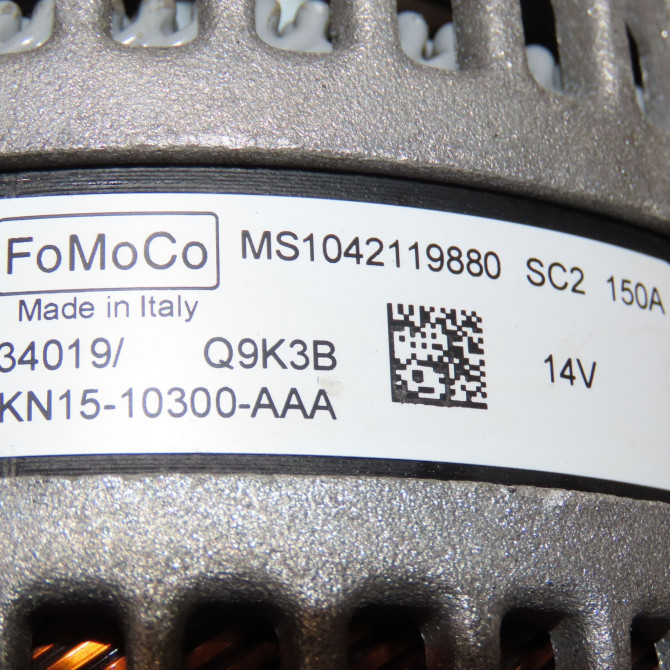 FoMoCo MS1042119880 SC2 150A
Made in Italy
34019/ Q9K3B 14V
KN15-10300-AAA